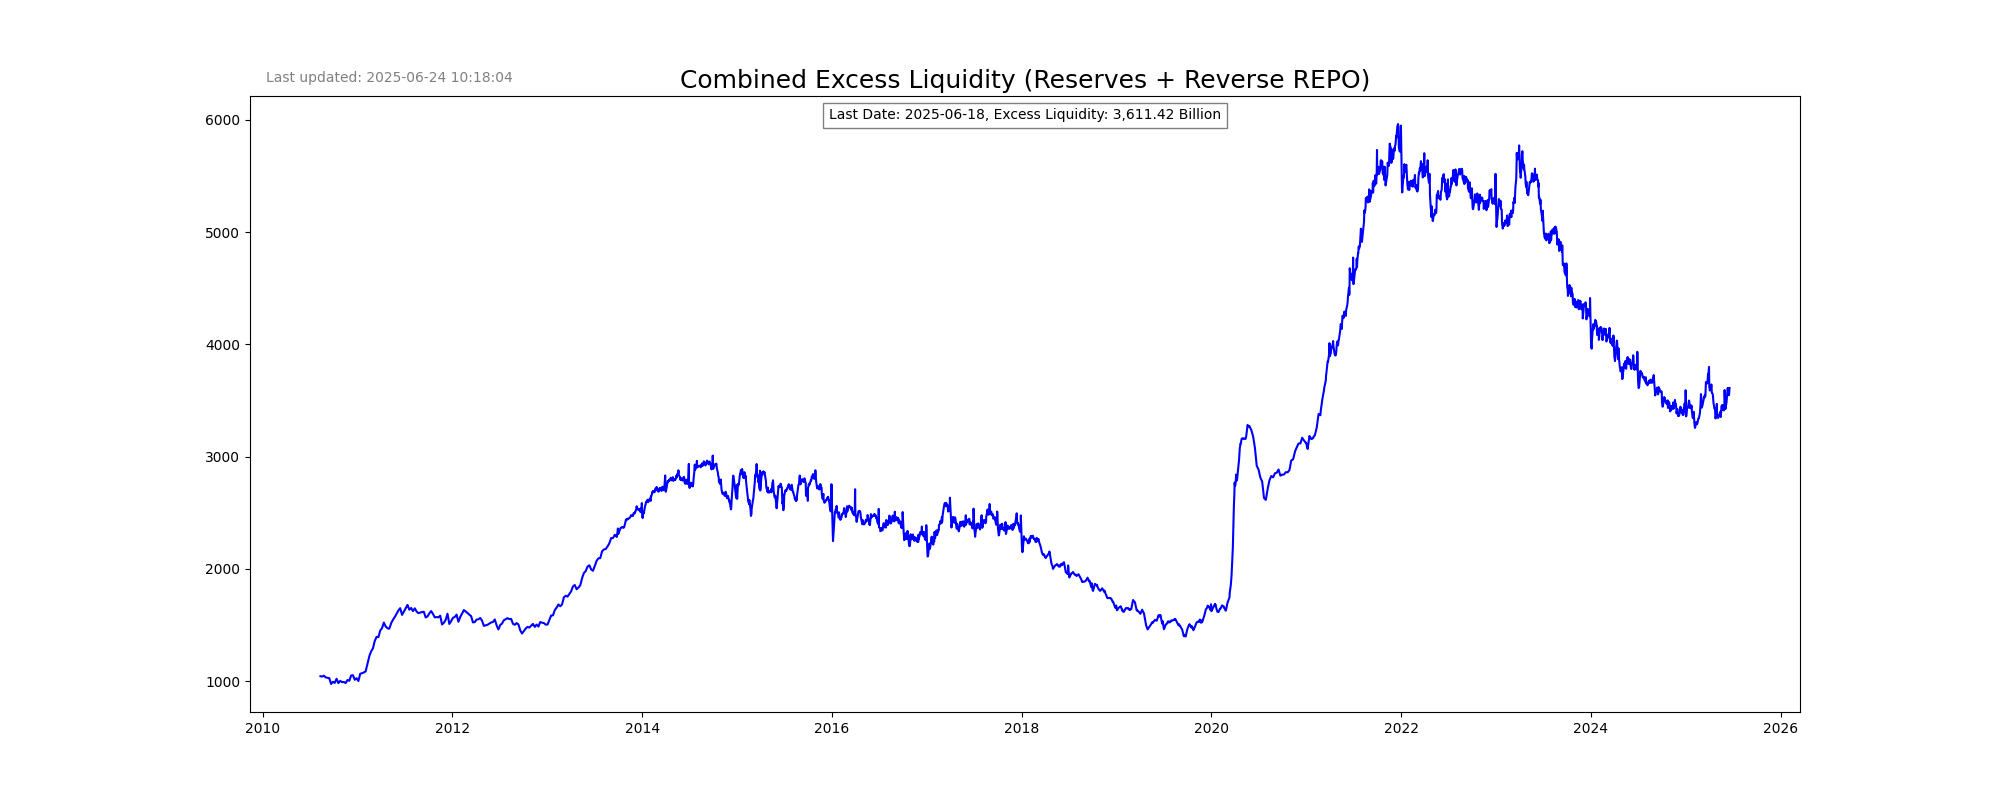 Last updated: 2025-06-24 10:18:04
Combined Excess Liquidity (Reserves + Reverse REPO)
Last Date: 2025-06-18, Excess Liquidity: 3,611.42 Billion
6000
5000
4000
3000
2000
1000
2010 2012 2014 2016 2018 2020 2022 2024 2026